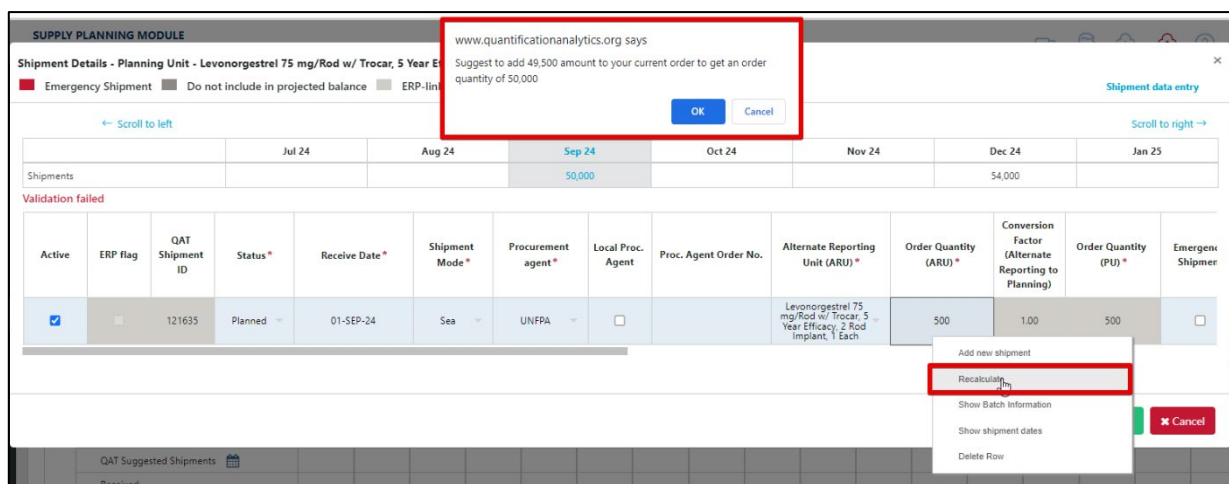 SUPPLY PLANNING MODULE
www.quantificationanalytics.org says
Suggest to add 49,500 amount to your current order to get an order
quantity of 50,000
OK Cancel
Shipment Details - Planning Unit - Levonorgestrel 75 mg/Rod w/ Trocar, 5 Year
×
Emergency Shipment Do not include in projected balance
Shipment data entry
← Scroll to left Scroll to right →
Jul 24 Aug 24 Sep 24 Oct 24 Nov 24 Dec 24 Jan 25
Shipments 50,000 54,000
Validation failed
Active ERP flag QAT Shipment ID Status* Receive Date* Shipment Mode* Procurement agent* Local Proc. Agent Proc. Agent Order No. Alternate Reporting Unit (ARU)* Order Quantity (ARU)* Conversion Factor (Alternate Reporting to Planning) Order Quantity (PU)*
121635 Planned 01-SEP-24 Sea UNFPA Levonorgestrel 75 mg/Rod w/ Trocar, 5 Year Efficacy, 2 Rod Implant, 1 Each 500 1.00 500
Add new shipment
Recalculate
Show Batch Information
Show shipment dates
Delete Row
× Cancel
QAT Suggested Shipments